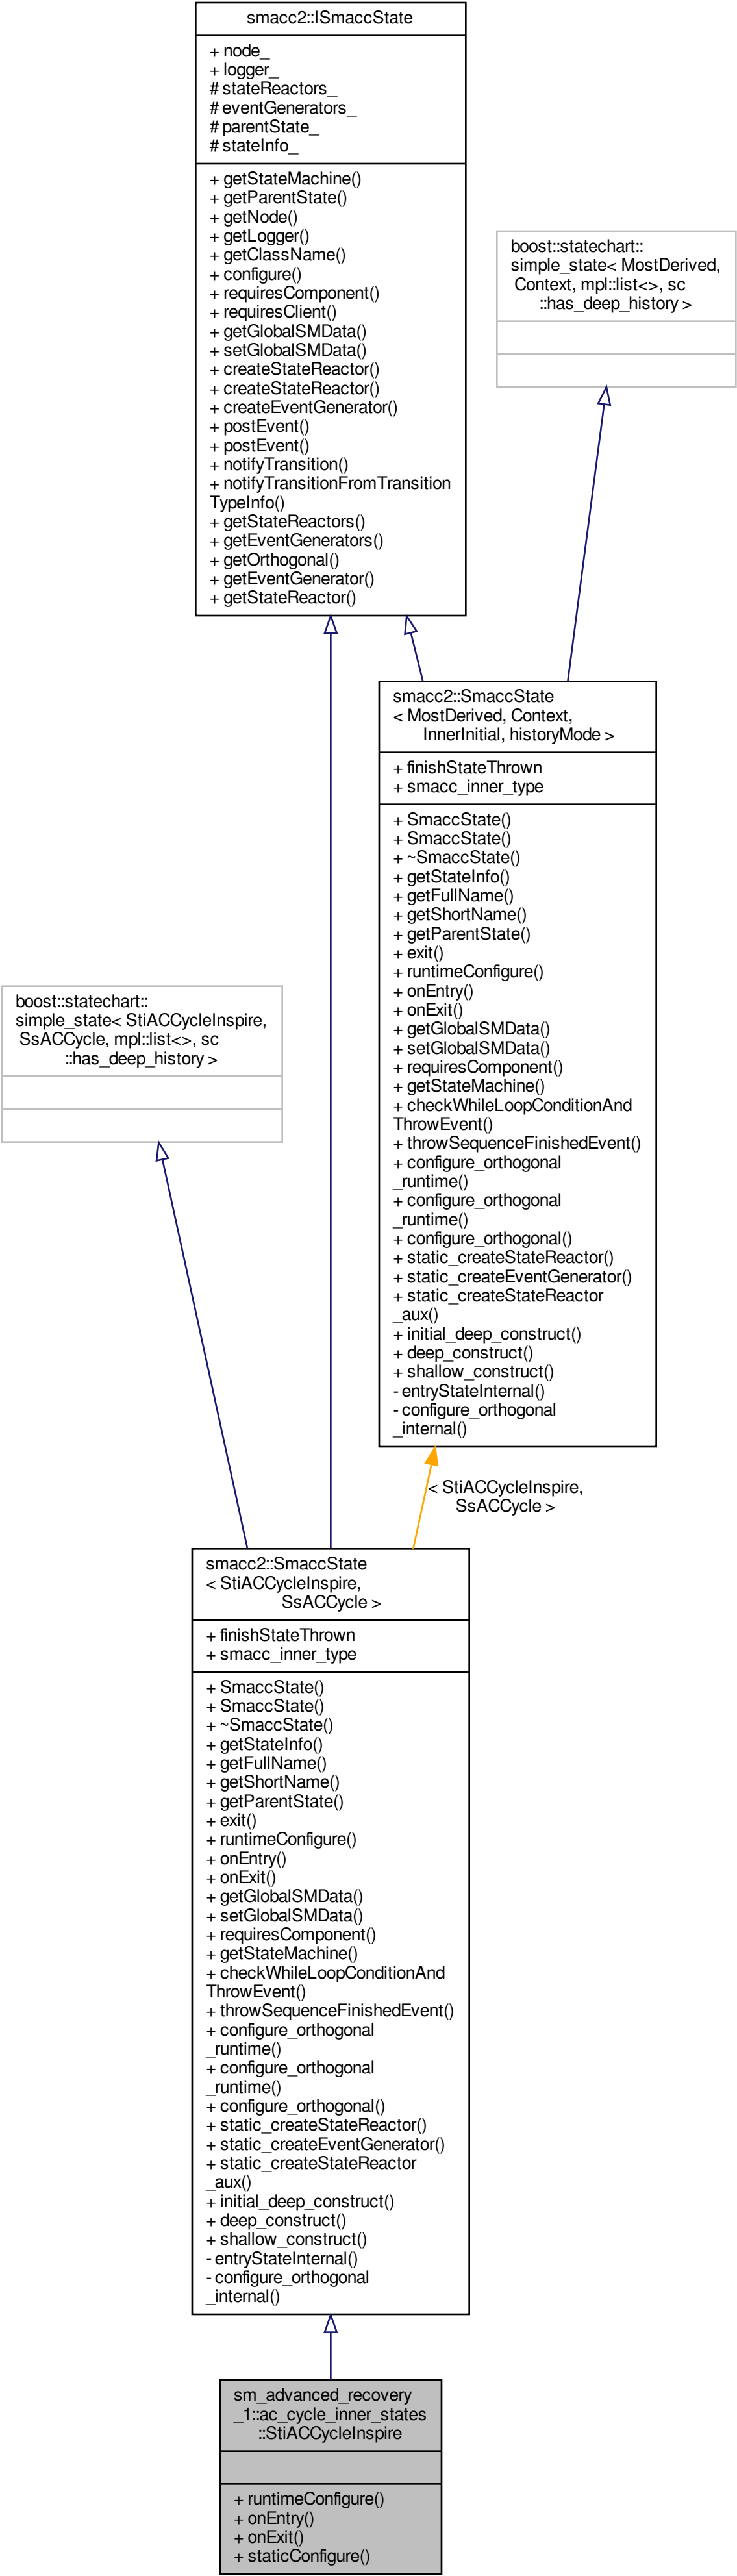 smacc2::ISmaccState
+ node_
+ logger_
# stateReactors_
# eventGenerators_
# parentState_
# stateInfo_
+ getStateMachine()
+ getParentState()
+ getNode()
+ getLogger()
+ getClassName()
+ configure()
+ requiresComponent()
+ requiresClient()
+ getGlobalSMData()
+ setGlobalSMData()
+ createStateReactor()
+ createStateReactor()
+ createEventGenerator()
+ postEvent()
+ postEvent()
+ notifyTransition()
+ notifyTransitionFromTransition
TypeInfo()
+ getStateReactors()
+ getEventGenerators()
+ getOrthogonal()
+ getEventGenerator()
+ getStateReactor()
boost::statechart::
simple_state< MostDerived,
Context, mpl::list<>, sc
::has_deep_history >
smacc2::SmaccState
< MostDerived, Context,
InnerInitial, historyMode >
+ finishStateThrown
+ smacc_inner_type
+ SmaccState()
+ SmaccState()
+ ~SmaccState()
+ getStateInfo()
+ getFullName()
+ getShortName()
+ getParentState()
+ exit()
+ runtimeConfigure()
+ onEntry()
+ onExit()
+ getGlobalSMData()
+ setGlobalSMData()
+ requiresComponent()
+ getStateMachine()
+ checkWhileLoopConditionAnd
ThrowEvent()
+ throwSequenceFinishedEvent()
+ configure_orthogonal
_runtime()
+ configure_orthogonal
_runtime()
+ configure_orthogonal()
+ static_createStateReactor()
+ static_createEventGenerator()
+ static_createStateReactor
_aux()
+ initial_deep_construct()
+ deep_construct()
+ shallow_construct()
- entryStateInternal()
- configure_orthogonal
_internal()
boost::statechart::
simple_state< StiACCycleInspire,
SsACCycle, mpl::list<>, sc
::has_deep_history >
< StiACCycleInspire,
SsACCycle >
smacc2::SmaccState
< StiACCycleInspire,
SsACCycle >
+ finishStateThrown
+ smacc_inner_type
+ SmaccState()
+ SmaccState()
+ ~SmaccState()
+ getStateInfo()
+ getFullName()
+ getShortName()
+ getParentState()
+ exit()
+ runtimeConfigure()
+ onEntry()
+ onExit()
+ getGlobalSMData()
+ setGlobalSMData()
+ requiresComponent()
+ getStateMachine()
+ checkWhileLoopConditionAnd
ThrowEvent()
+ throwSequenceFinishedEvent()
+ configure_orthogonal
_runtime()
+ configure_orthogonal
_runtime()
+ configure_orthogonal()
+ static_createStateReactor()
+ static_createEventGenerator()
+ static_createStateReactor
_aux()
+ initial_deep_construct()
+ deep_construct()
+ shallow_construct()
- entryStateInternal()
- configure_orthogonal
_internal()
sm_advanced_recovery
_1::ac_cycle_inner_states
::StiACCycleInspire
+ runtimeConfigure()
+ onEntry()
+ onExit()
+ staticConfigure()